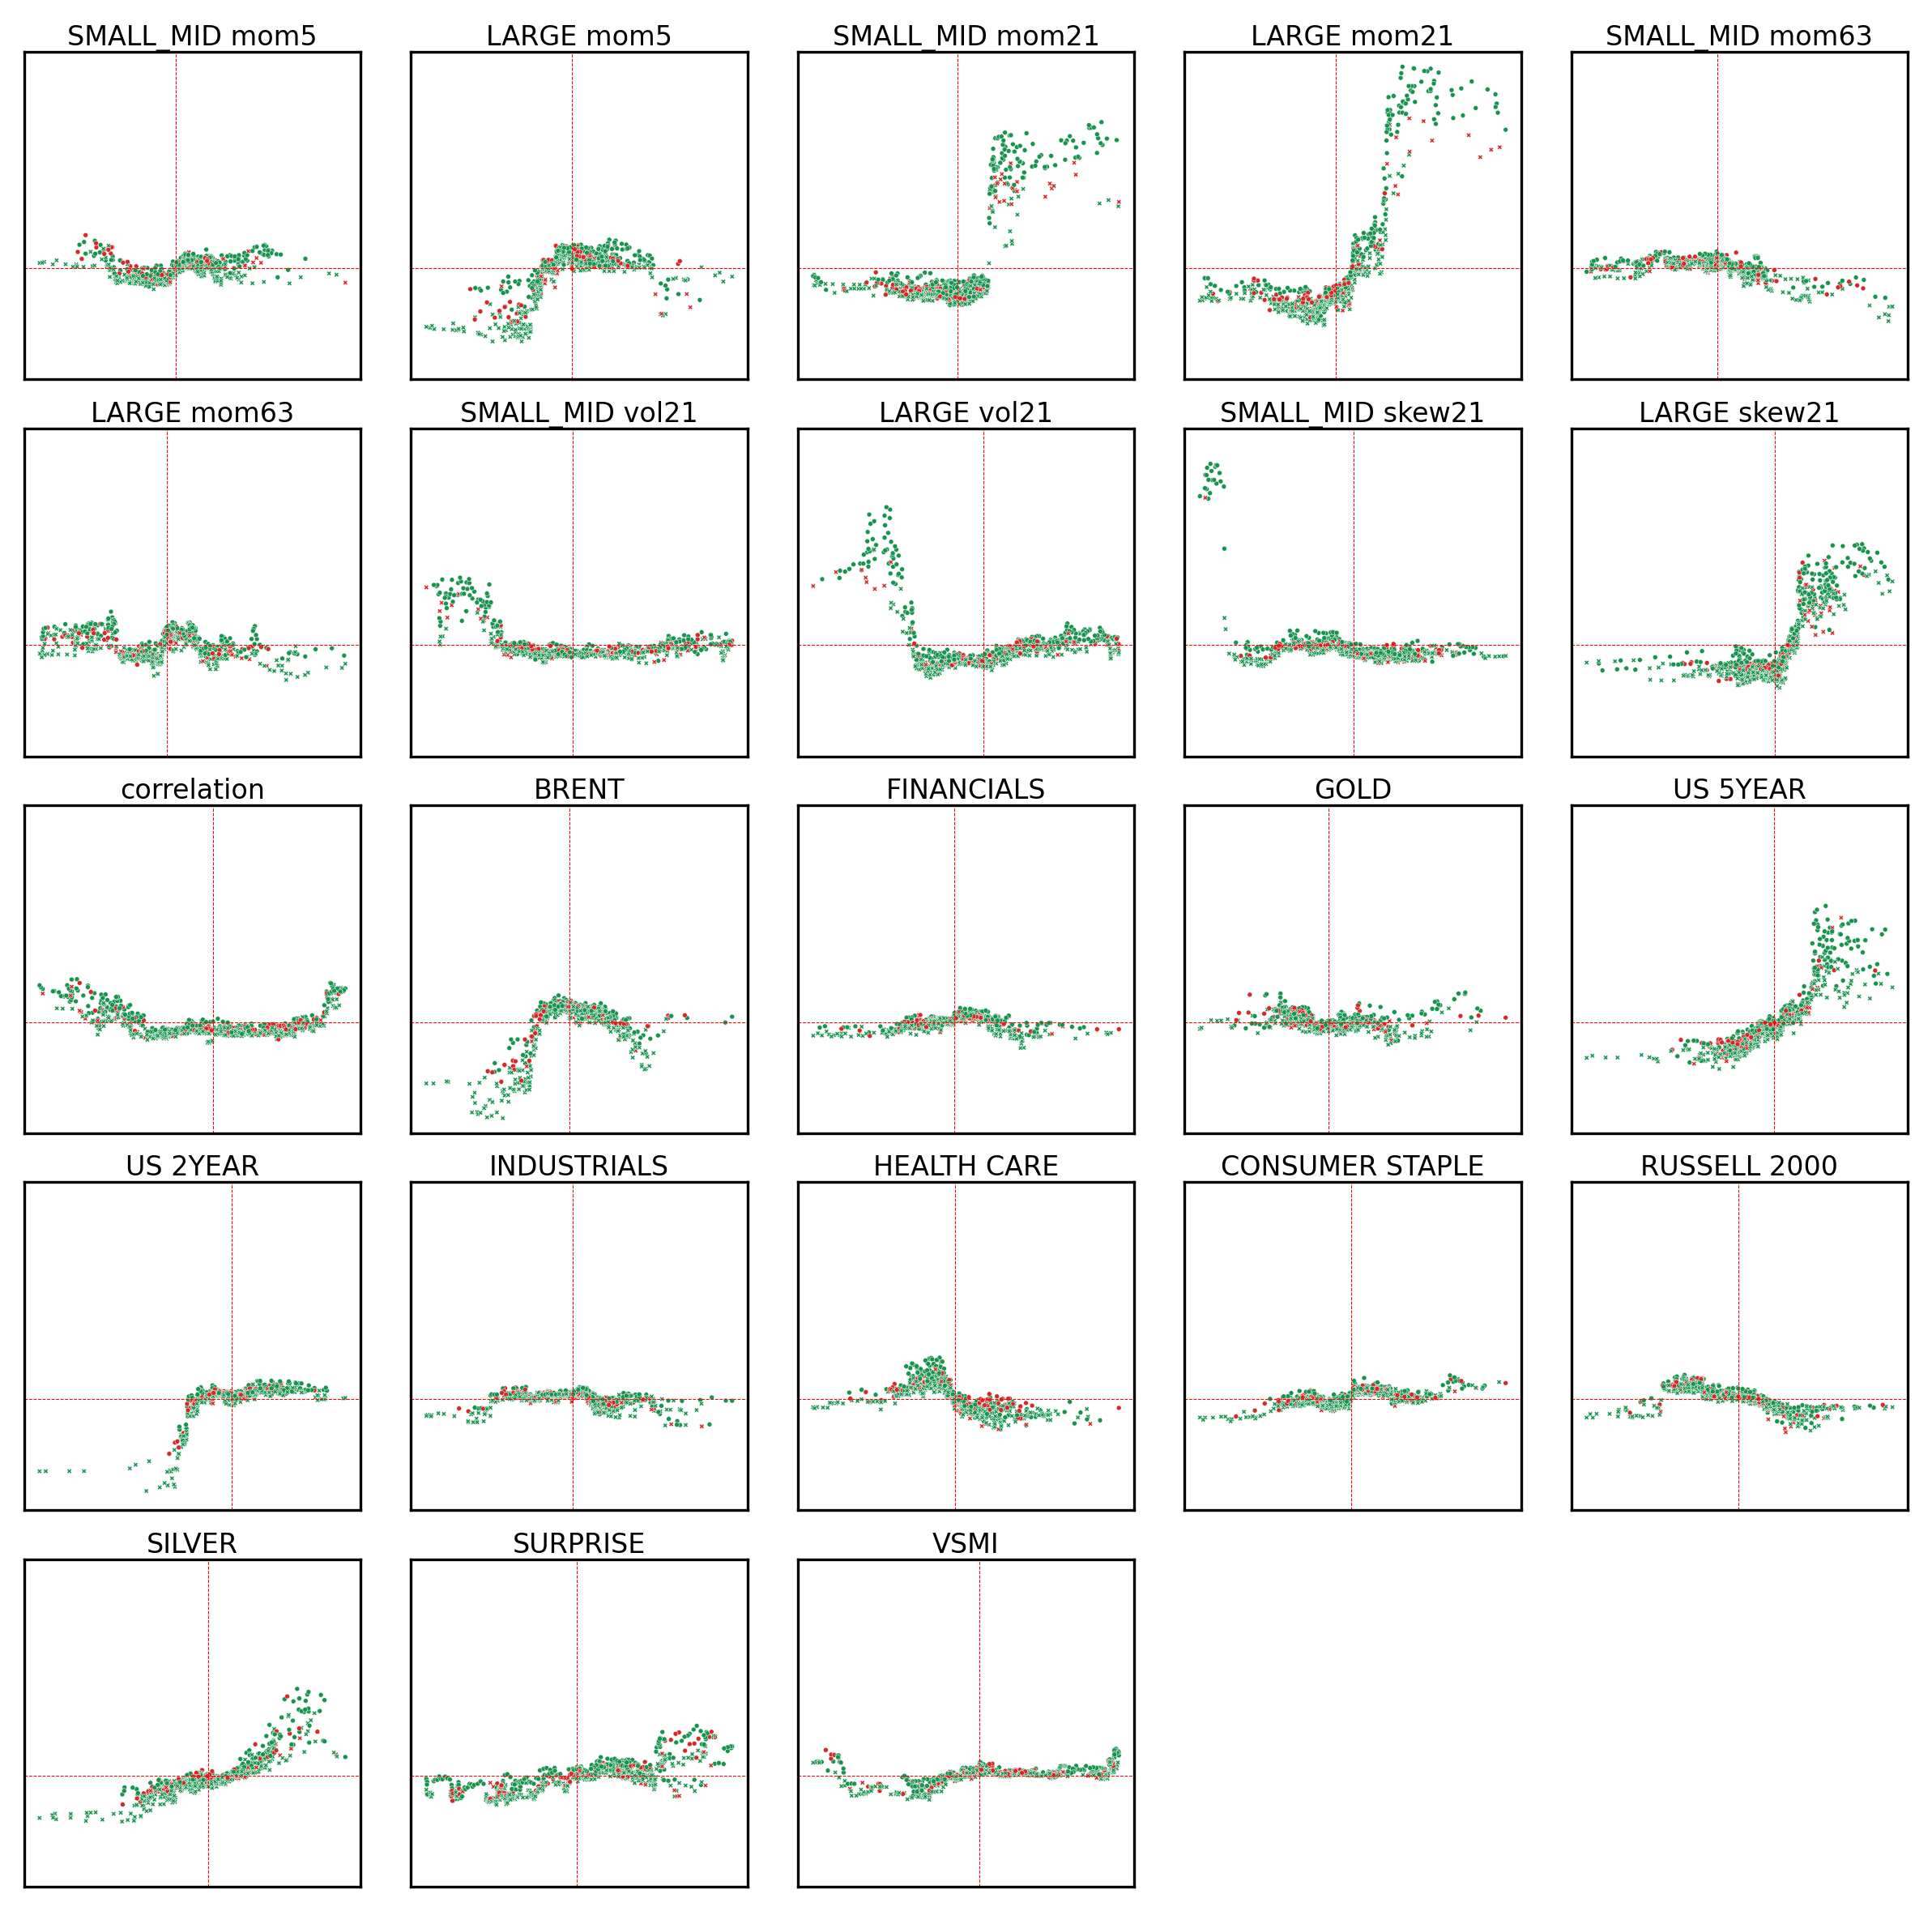 SMALL_MID mom5
LARGE mom5
SMALL_MID mom21
LARGE mom21
SMALL_MID mom63
LARGE mom63
SMALL_MID vol21
LARGE vol21
SMALL_MID skew21
LARGE skew21
correlation
BRENT
FINANCIALS
GOLD
US 5YEAR
US 2YEAR
INDUSTRIALS
HEALTH CARE
CONSUMER STAPLE
RUSSELL 2000
SILVER
SURPRISE
VSMI